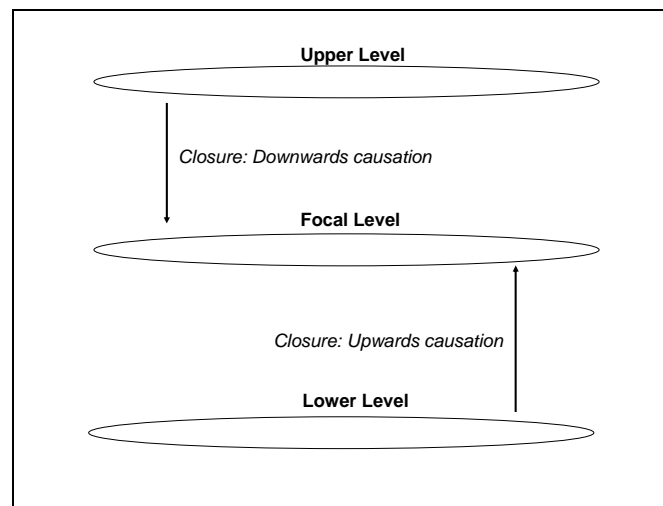 Upper Level
Closure: Downwards causation
Focal Level
Closure: Upwards causation
Lower Level